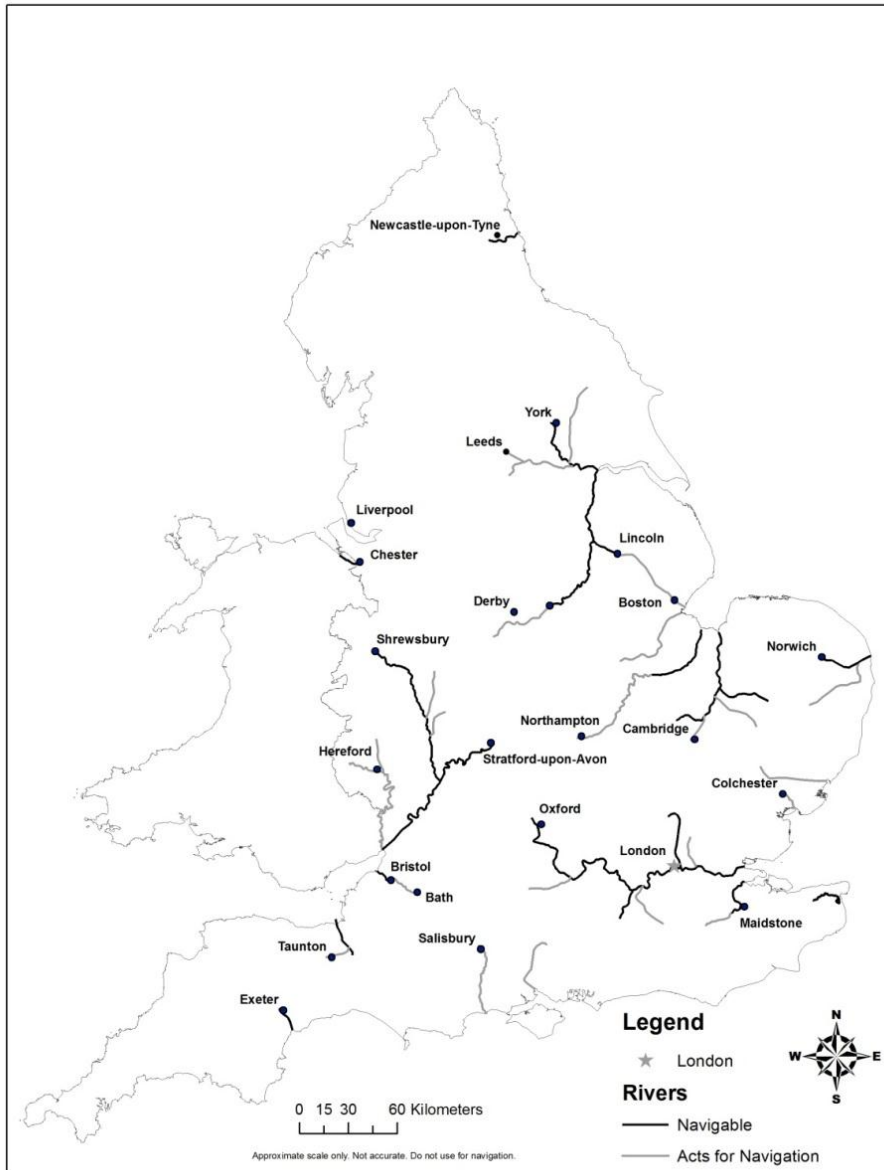 Newcastle-upon-Tyne
York
Leeds
Liverpool
Lincoln
Chester
Derby
Boston
Shrewsbury
Norwich
Northampton
Cambridge
Hereford
Stratford-upon-Avon
Colchester
Oxford
London
Bristol
Bath
Maidstone
Salisbury
Taunton
Exeter
Legend
London
Rivers
Navigable
Acts for Navigation
N
W
E
S
0 15 30 60 Kilometers
Approximate scale only. Not accurate. Do not use for navigation.